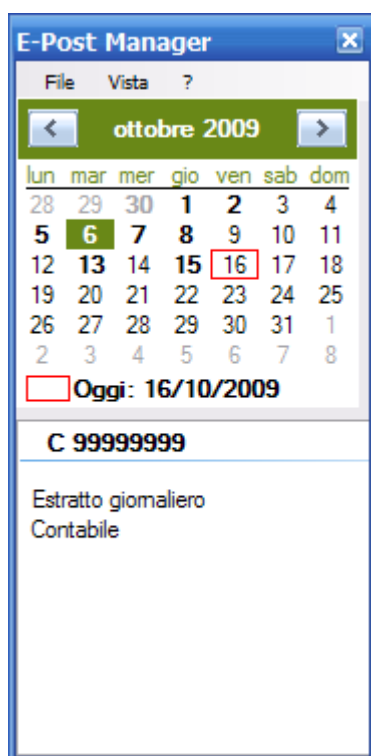 E-Post Manager
File Vista ?
ottobre 2009
lun mar mer gio ven sab dom
28 29 30 1 2 3 4
5 6 7 8 9 10 11
12 13 14 15 16 17 18
19 20 21 22 23 24 25
26 27 28 29 30 31 1
2 3 4 5 6 7 8
Oggi: 16/10/2009
C 99999999
Estratto giornaliero
Contabile